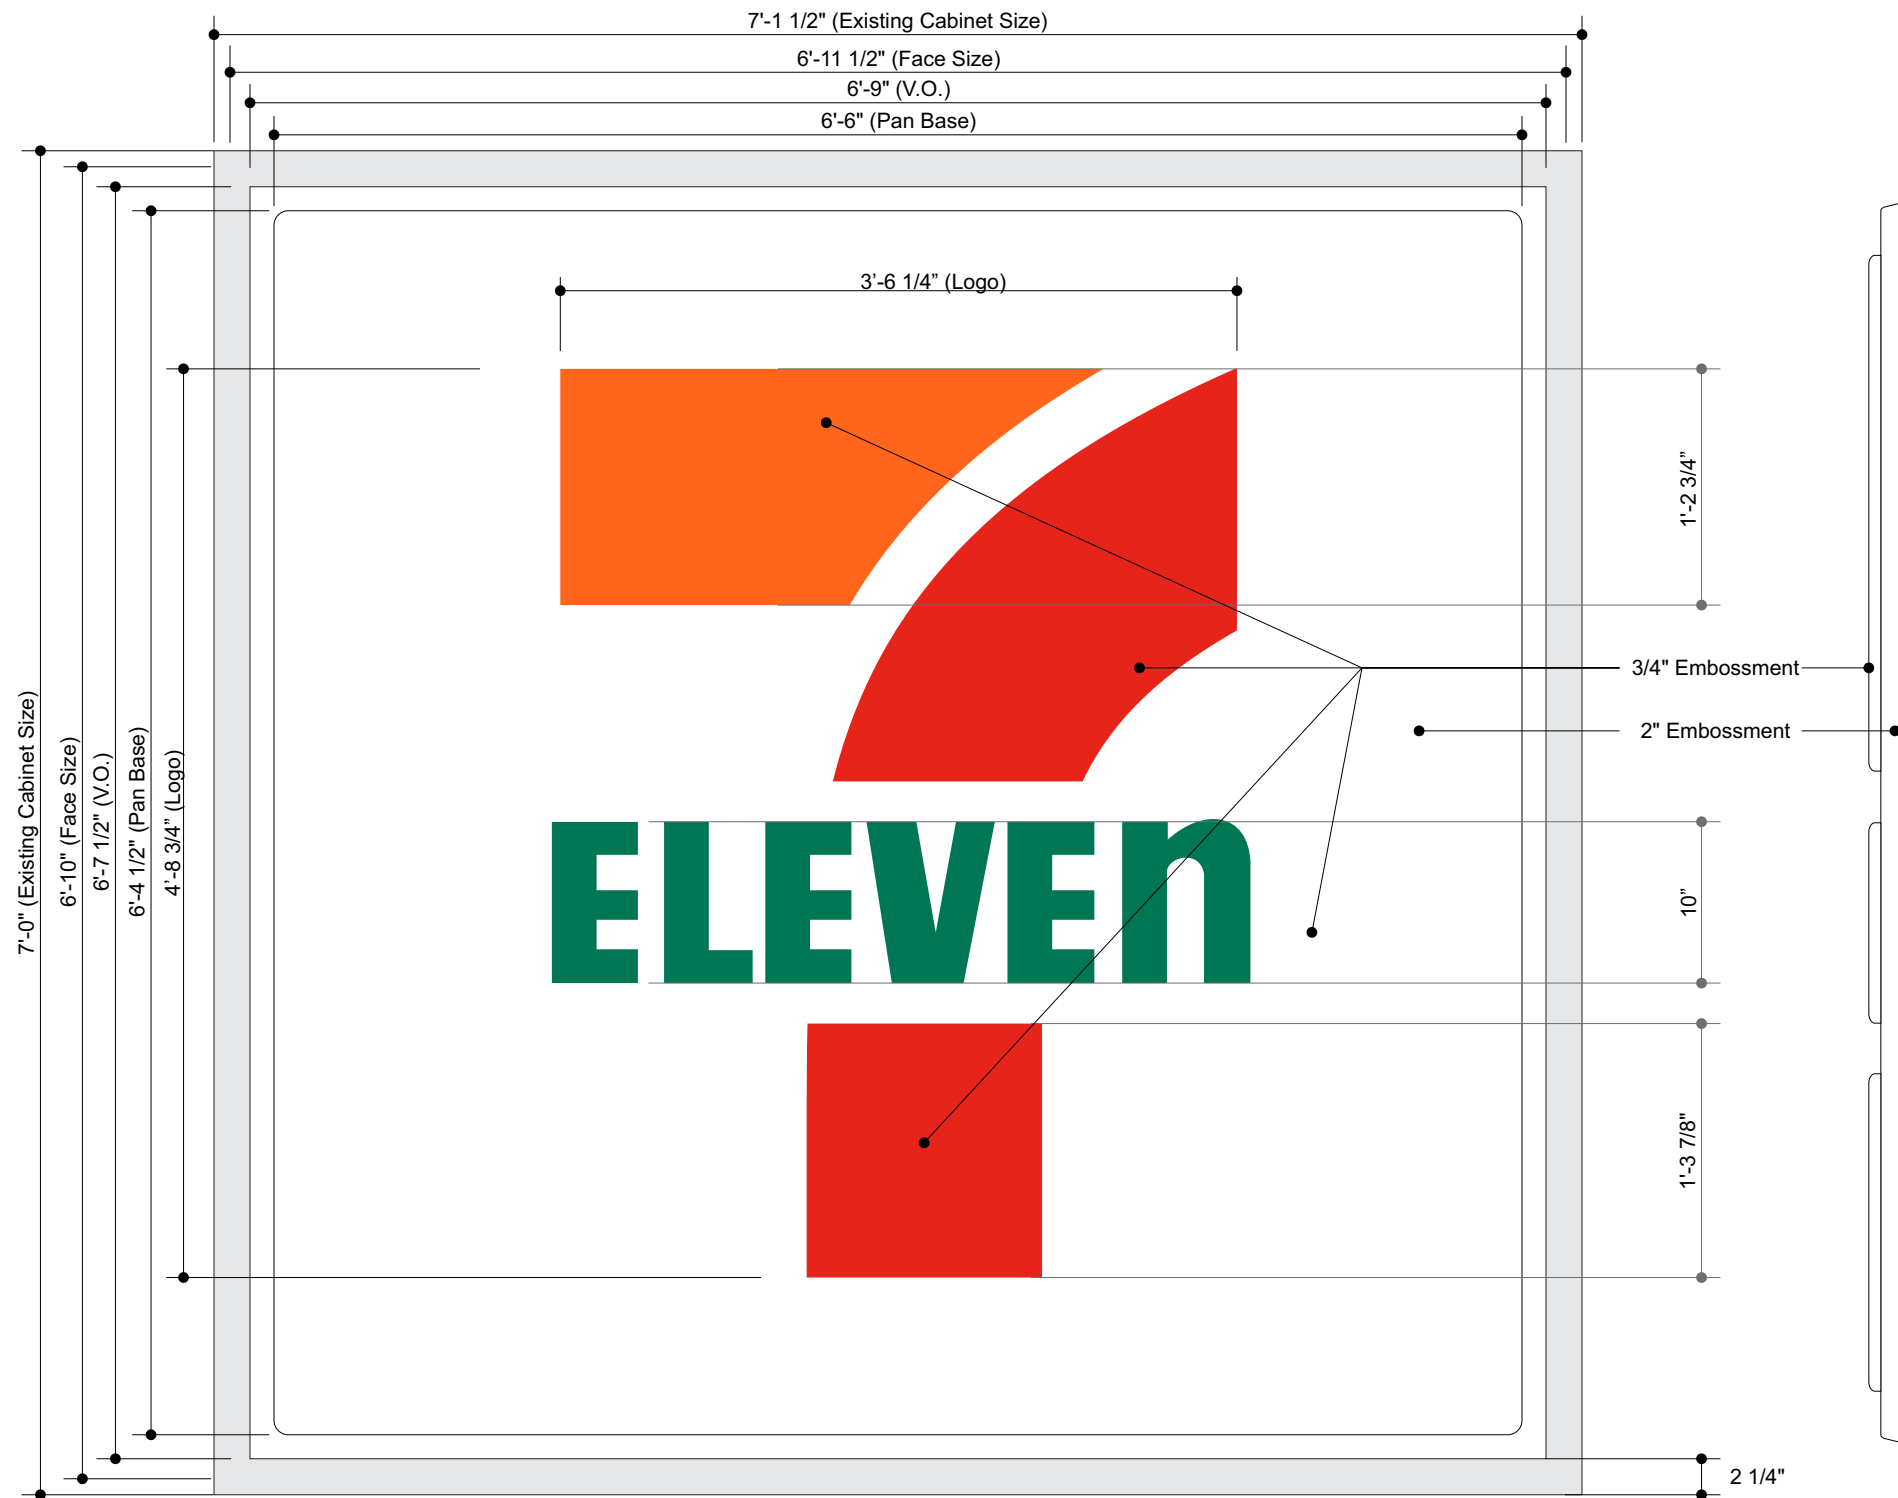 7'-1 1/2" (Existing Cabinet Size)
6'-11 1/2" (Face Size)
6'-9" (V.O.)
6'-6" (Pan Base)
3’-6 1/4” (Logo)
7'-0" (Existing Cabinet Size)
6'-10" (Face Size)
6'-7 1/2" (V.O.)
6'-4 1/2" (Pan Base)
4’-8 3/4” (Logo)
1'-2 3/4”
3/4" Embossment
2" Embossment
7
ELEVEn
10”
1'-3 7/8"
2 1/4"